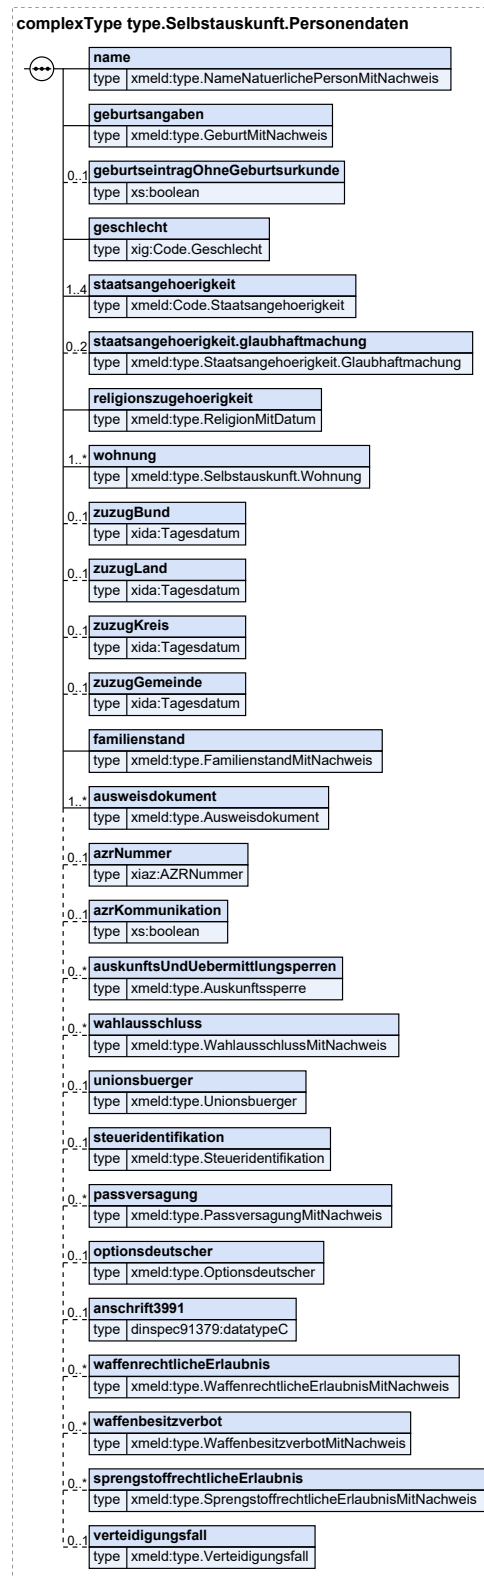 complexType type.Selbstauskunft.Personendaten
name
type xmeld:type.NameNatuerlichePersonMitNachweis
geburtsangaben
type xmeld:type.GeburtMitNachweis
0..1 geburtseintragOhneGeburtsurkunde
type xs:boolean
geschlecht
type xig:Code.Geschlecht
1..4 staatsangehoerigkeit
type xmeld:Code.Staatsangehoerigkeit
0..2 staatsangehoerigkeit.glaubhaftmachung
type xmeld:type.Staatsangehoerigkeit.Glaubhaftmachung
religionszugehoerigkeit
type xmeld:type.ReligionMitDatum
1..* wohnung
type xmeld:type.Selbstauskunft.Wohnung
0..1 zuzugBund
type xida:Tagesdatum
0..1 zuzugLand
type xida:Tagesdatum
0..1 zuzugKreis
type xida:Tagesdatum
0..1 zuzugGemeinde
type xida:Tagesdatum
familienstand
type xmeld:type.FamilienstandMitNachweis
1..* ausweisdokument
type xmeld:type.Ausweisdokument
0..1 azrNummer
type xiaz:AZRNummer
0..1 azrKommunikation
type xs:boolean
0..* auskunftsUndUebermittlungsperren
type xmeld:type.Auskunftssperre
0..* wahlausschluss
type xmeld:type.WahlausschlussMitNachweis
0..1 unionsbuerger
type xmeld:type.Unionsbuerger
0..1 steueridentifikation
type xmeld:type.Steueridentifikation
0..* passversagung
type xmeld:type.PassversagungMitNachweis
0..1 optionsdeutscher
type xmeld:type.Optionsdeutscher
0..1 anschrift3991
type dinspec91379:datatypeC
0..* waffenrechtlicheErlaubnis
type xmeld:type.WaffenrechtlicheErlaubnisMitNachweis
0..* waffenbesitzverbot
type xmeld:type.WaffenbesitzverbotMitNachweis
0..* sprengstoffrechtlicheErlaubnis
type xmeld:type.SprengstoffrechtlicheErlaubnisMitNachweis
0..1 verteidigungsfall
type xmeld:type.Verteidigungsfall